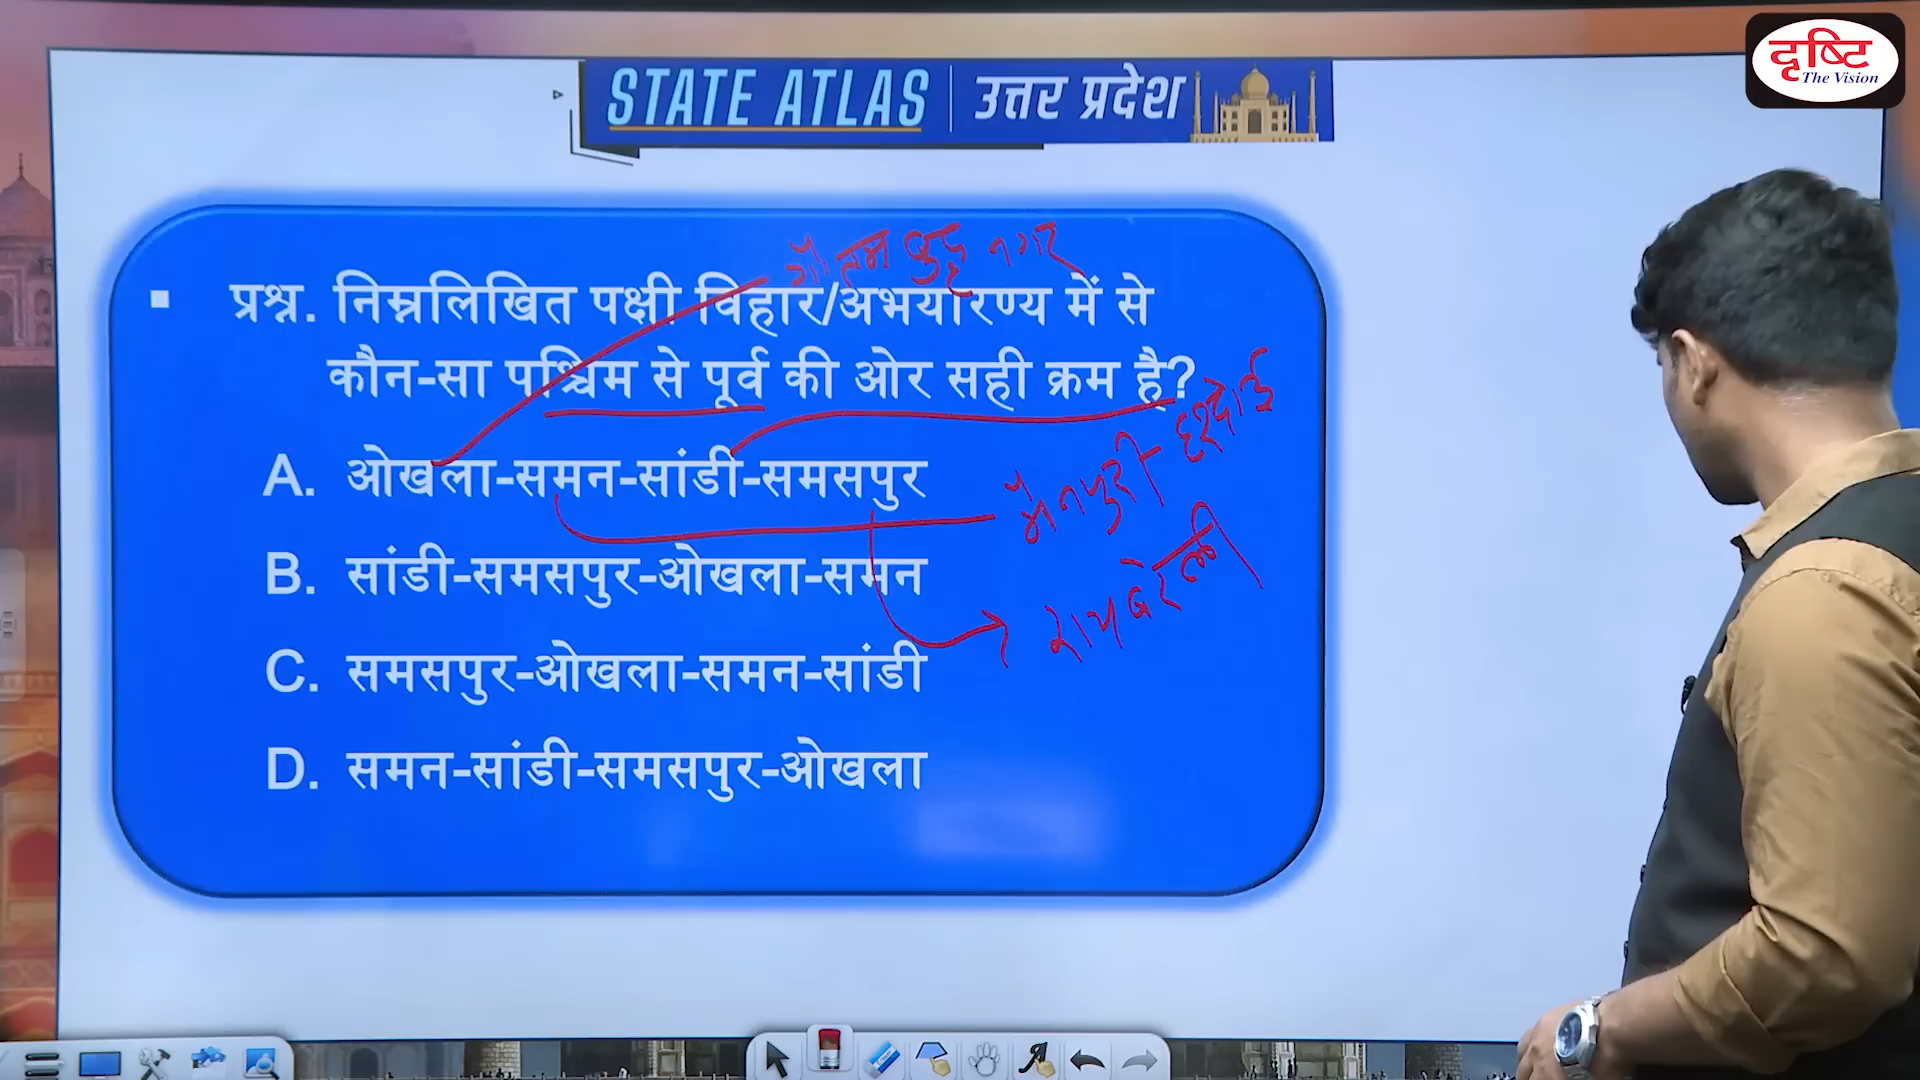 दृष्टि
The Vision
STATE ATLAS उत्तर प्रदेश
गौतम बुद्ध नगर
प्रश्न. निम्नलिखित पक्षी विहार/अभयारण्य में से
कौन-सा पश्चिम से पूर्व की ओर सही क्रम है?
A. ओखला-समन-सांडी-समसपुर
मैनपुरी- हरदोई
B. सांडी-समसपुर-ओखला-समन
रायबरेली
C. समसपुर-ओखला-समन-सांडी
D. समन-सांडी-समसपुर-ओखला